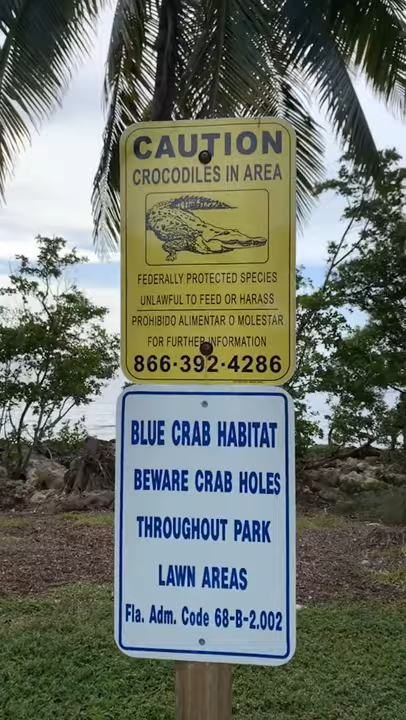 CAUTION
CROCODILES IN AREA
FEDERALLY PROTECTED SPECIES
UNLAWFUL TO FEED OR HARASS
PROHIBIDO ALIMENTAR O MOLESTAR
FOR FURTHER INFORMATION
866·392·4286
BLUE CRAB HABITAT
BEWARE CRAB HOLES
THROUGHOUT PARK
LAWN AREAS
Fla. Adm. Code 68-B-2.002